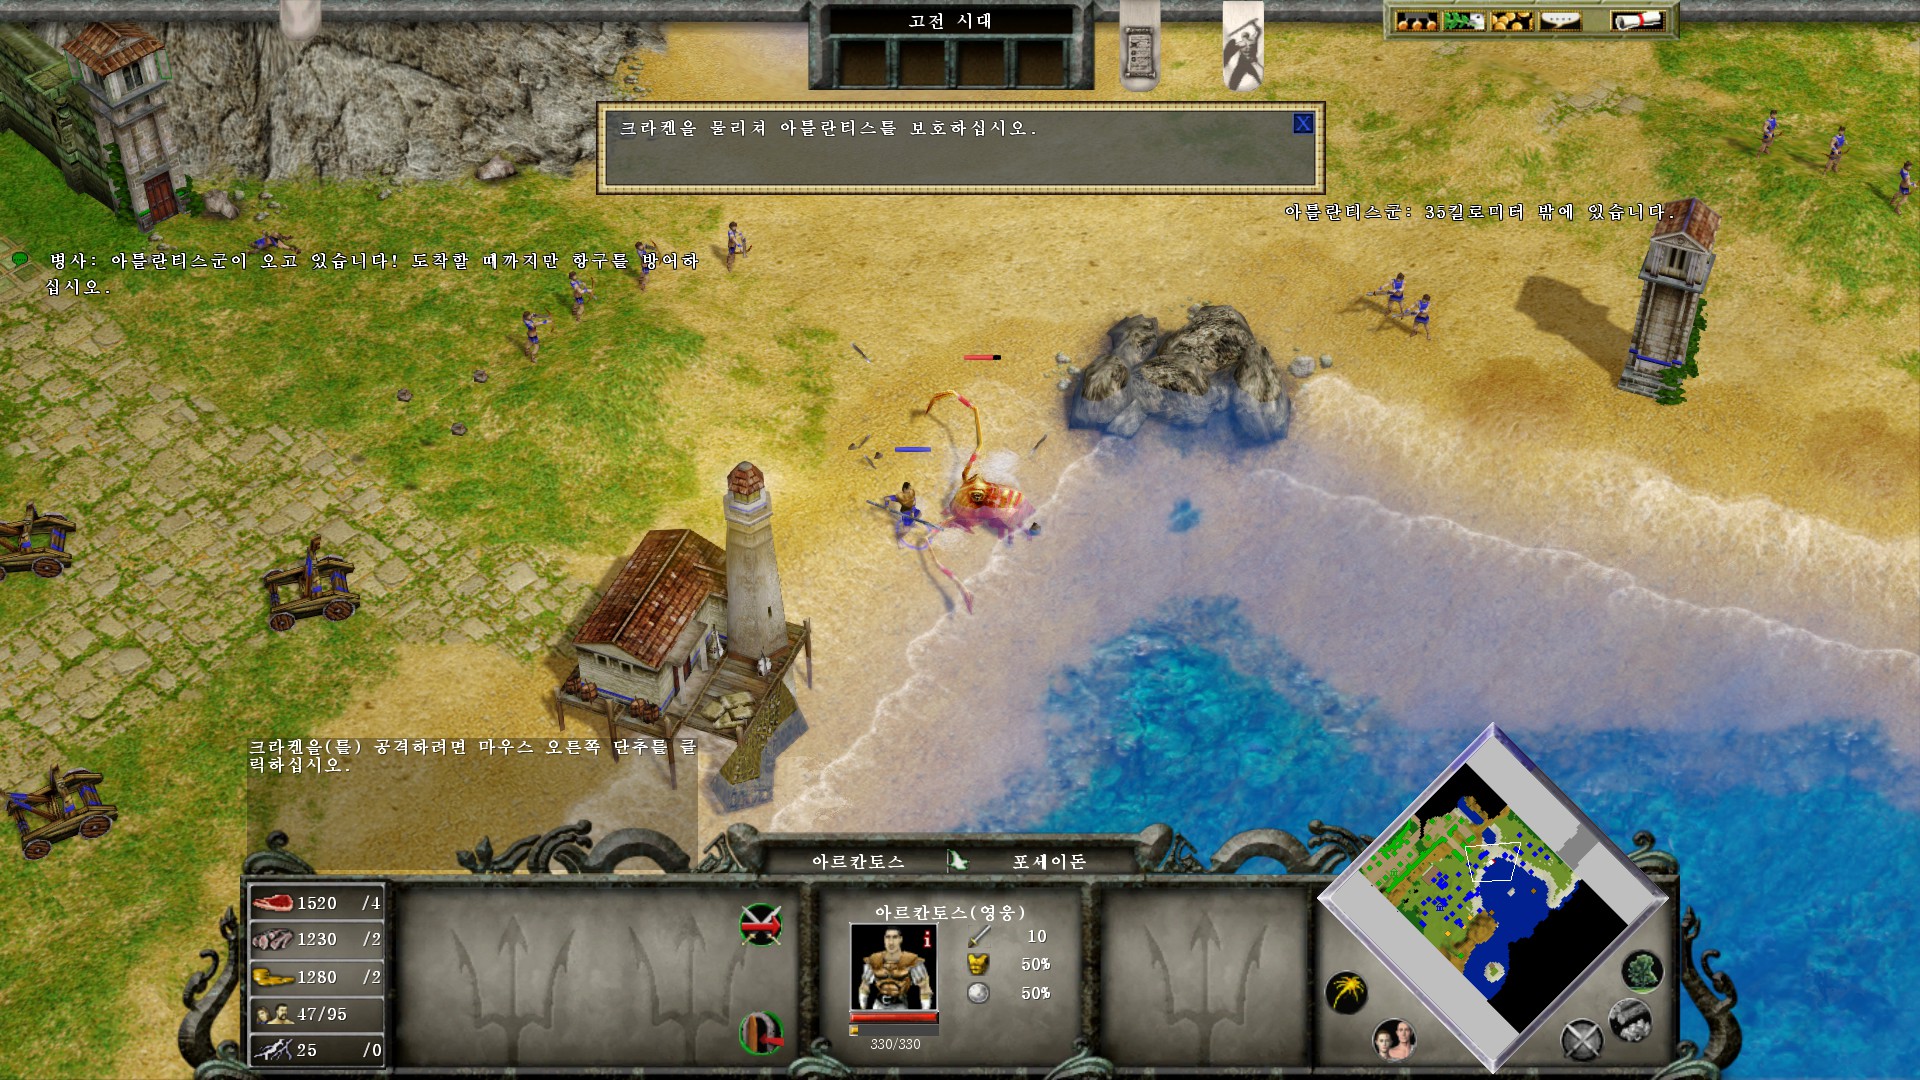 고전 시대
크라켄을 물리쳐 아틀란티스를 보호하십시오.
X
아틀란티스군: 35킬로미터 밖에 있습니다.
병사: 아틀란티스군이 오고 있습니다! 도착할 때까지만 항구를 방어하
십시오.
크라켄을(를) 공격하려면 마우스 오른쪽 단추를 클
릭하십시오.
아르칸토스 포세이돈
1520 /4
1230 /2
1280 /2
47/95
25 /0
아르칸토스(영웅)
i
10
50%
50%
330/330